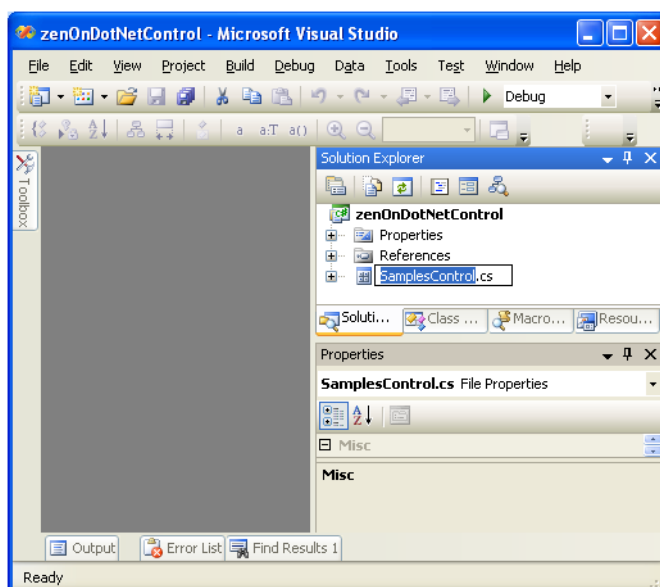 zenOnDotNetControl - Microsoft Visual Studio
File Edit View Project Build Debug Data Tools Test Window Help
Debug
a a:T a()
Toolbox
Solution Explorer
zenOnDotNetControl
Properties
References
SamplesControl.cs
Soluti... Class ... Macro... Resou...
Properties
SamplesControl.cs File Properties
Misc
Misc
Output Error List Find Results 1
Ready